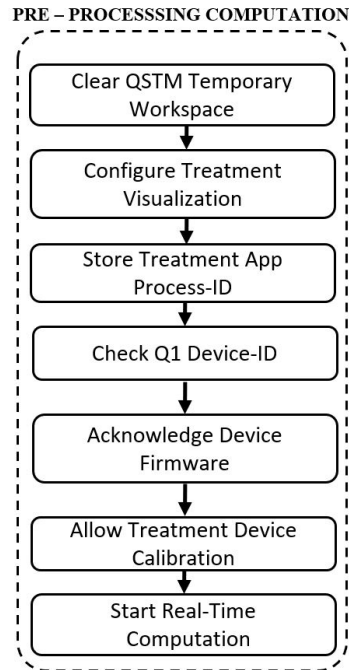 PRE – PROCESSSING COMPUTATION
Clear QSTM Temporary
Workspace
Configure Treatment
Visualization
Store Treatment App
Process-ID
Check Q1 Device-ID
Acknowledge Device
Firmware
Allow Treatment Device
Calibration
Start Real-Time
Computation